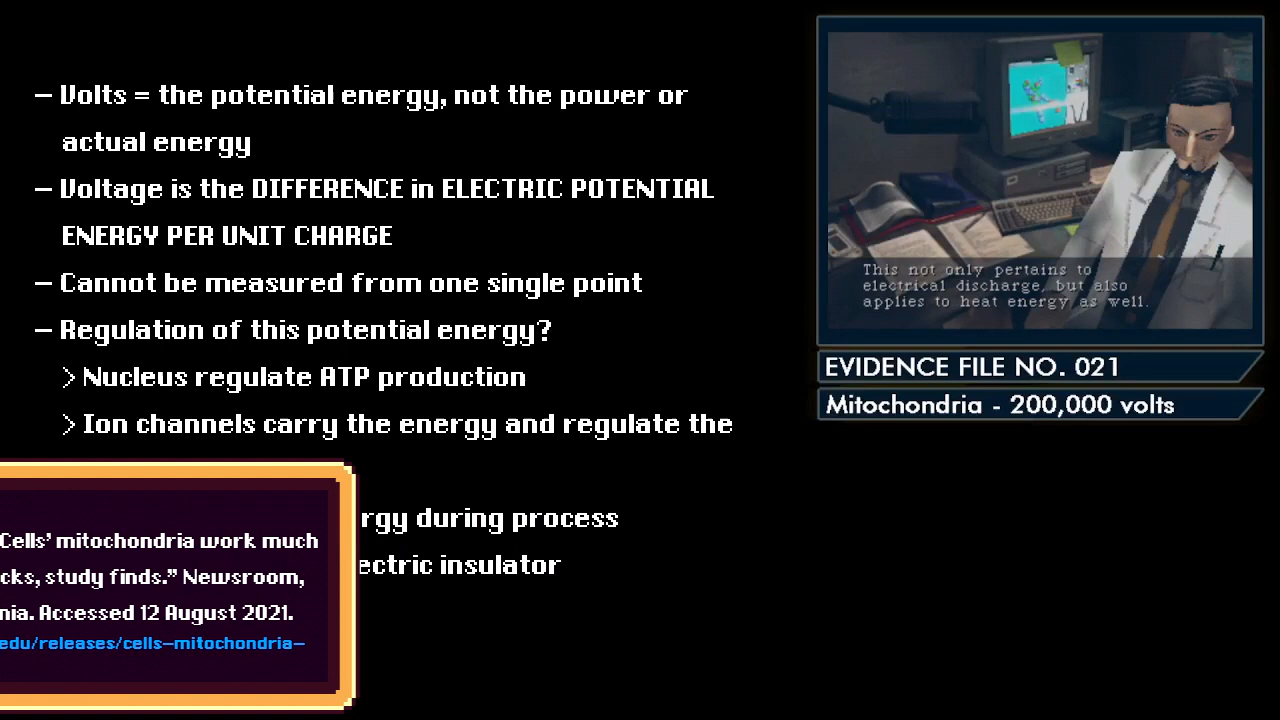 – Volts = the potential energy, not the power or
actual energy
– Voltage is the DIFFERENCE in ELECTRIC POTENTIAL
ENERGY PER UNIT CHARGE
– Cannot be measured from one single point
– Regulation of this potential energy?
> Nucleus regulate ATP production
> Ion channels carry the energy and regulate the
during process
insulator
This not only pertains to
electrical discharge, but also
applies to heat energy as well.
EVIDENCE FILE NO. 021
Mitochondria - 200,000 volts
Cells’ mitochondria work much
study finds.” Newsroom,
Accessed 12 August 2021.
edu/releases/cells–mitochondria–